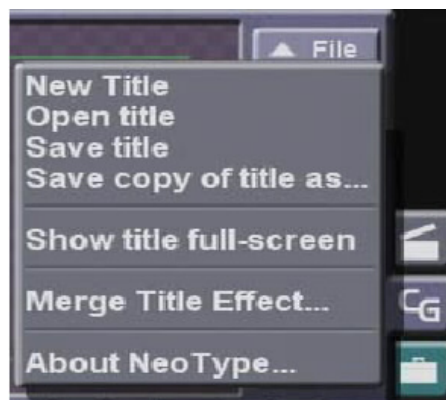 File
New Title
Open title
Save title
Save copy of title as...
Show title full-screen
Merge Title Effect...
About NeoType...
CG